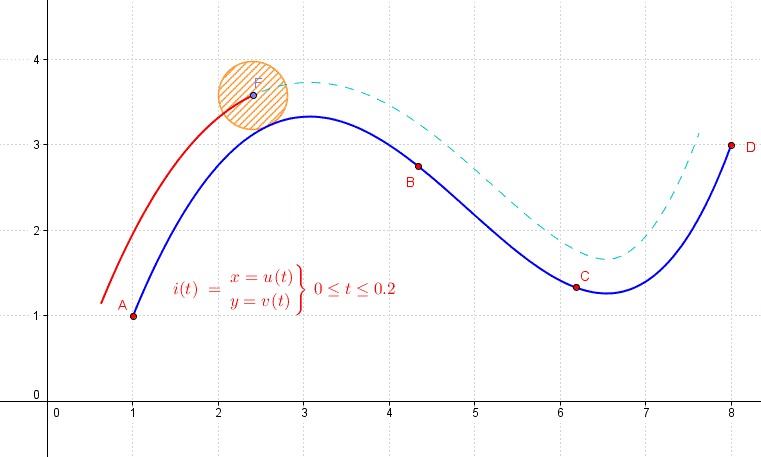 4
F
3
D
B
2
C
i(t) = x = u(t) } 0 ≤ t ≤ 0.2
y = v(t)
A
1
0
0 1 2 3 4 5 6 7 8